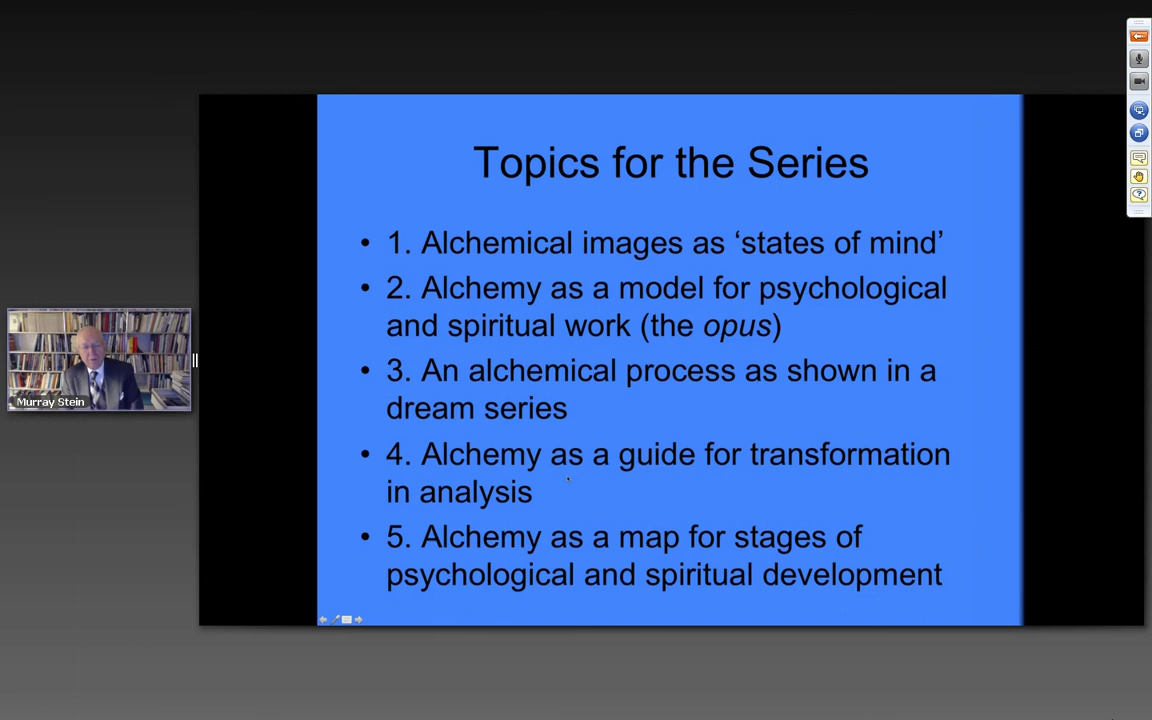 Topics for the Series
• 1. Alchemical images as ‘states of mind’
• 2. Alchemy as a model for psychological
and spiritual work (the opus)
• 3. An alchemical process as shown in a
dream series
• 4. Alchemy as a guide for transformation
in analysis
• 5. Alchemy as a map for stages of
psychological and spiritual development
Murray Stein